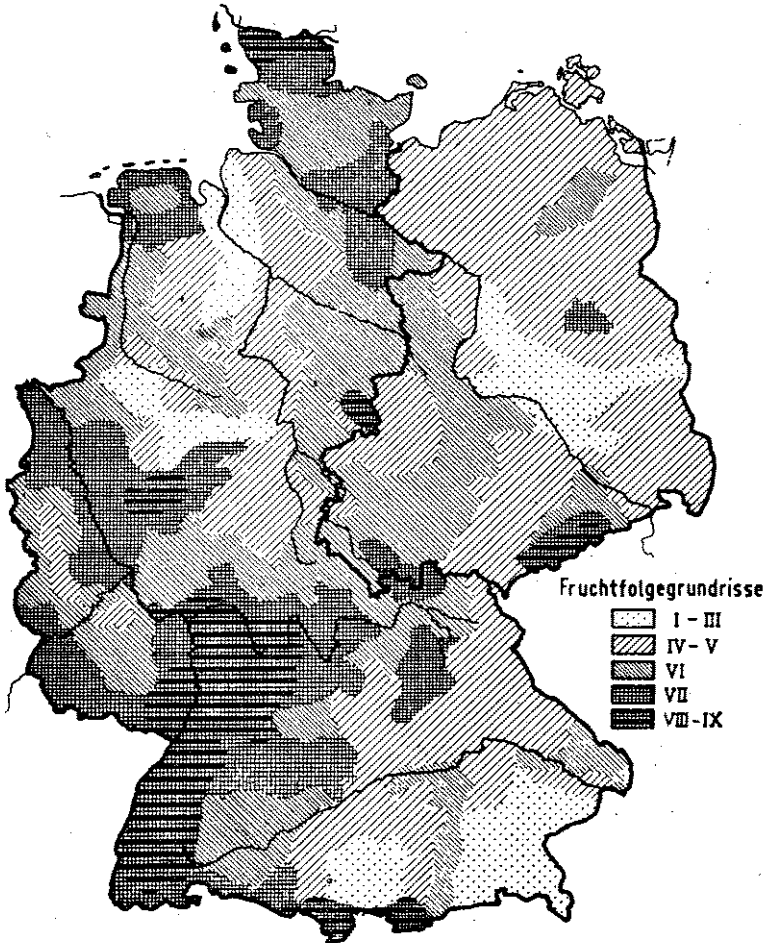 Fruchtfolgegrundrisse
I - III
IV - V
VI
VII
VIII - IX